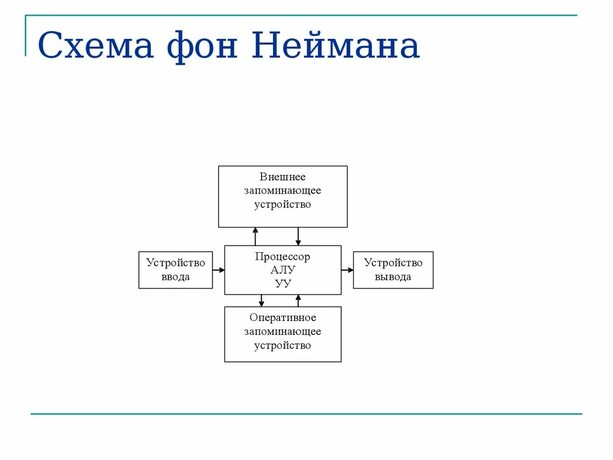 Схема фон Неймана
Внешнее
запоминающее
устройство
Устройство
ввода
Процессор
АЛУ
УУ
Устройство
вывода
Оперативное
запоминающее
устройство